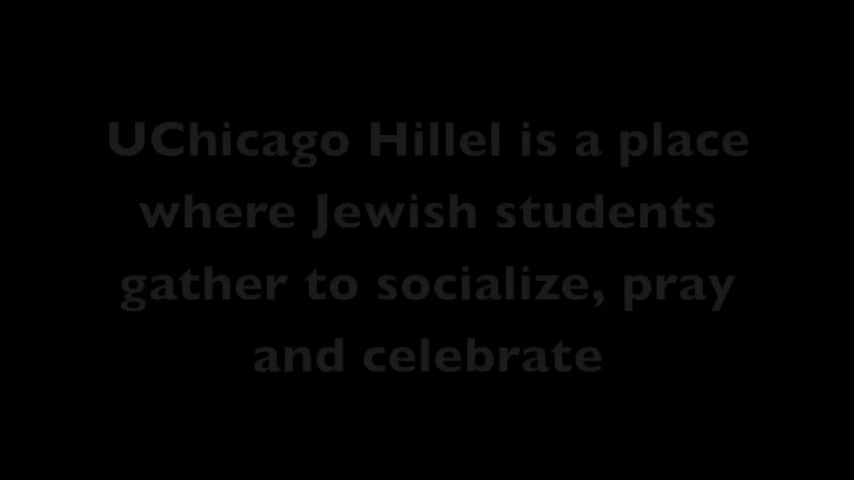 UChicago Hillel is a place
where Jewish students
gather to socialize, pray
and celebrate